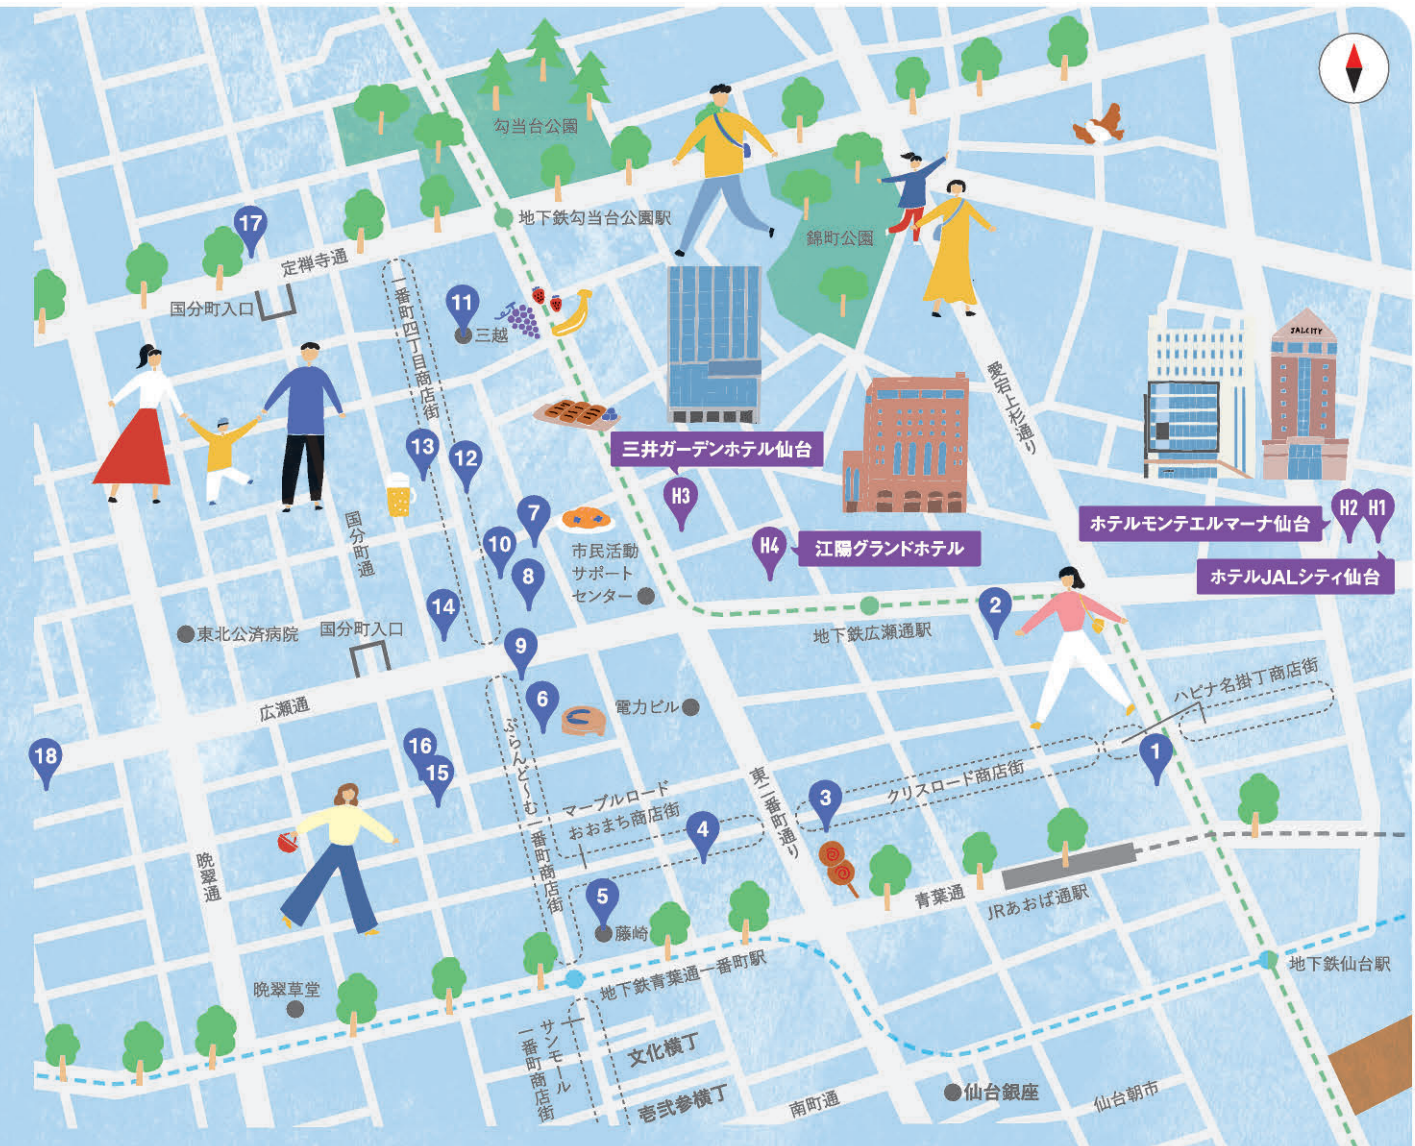 勾当台公園
地下鉄勾当台公園駅
錦町公園
17
定禅寺通
国分町入口
一番町四丁目商店街
11
三越
JALCITY
愛宕上杉通り
三井ガーデンホテル仙台
H3
13
12
7
10
8
国分町通
市民活動
サポート
センター
H4
江陽グランドホテル
ホテルモンテエルマーナ仙台
H2
H1
ホテルJALシティ仙台
14
2
地下鉄広瀬通駅
東北公済病院
国分町入口
9
6
電力ビル
広瀬通
ハピナ名掛丁商店街
18
16
15
ぶらんど〜む一番町商店街
1
マーブルロード
おおまち商店街
東二番町通り
3
クリスロード商店街
4
晩翠通
5
藤崎
青葉通
JRあおば通駅
地下鉄青葉通一番町駅
地下鉄仙台駅
晩翠草堂
サンモール
一番町商店街
文化横丁
壱弐参横丁
南町通
仙台銀座
仙台朝市